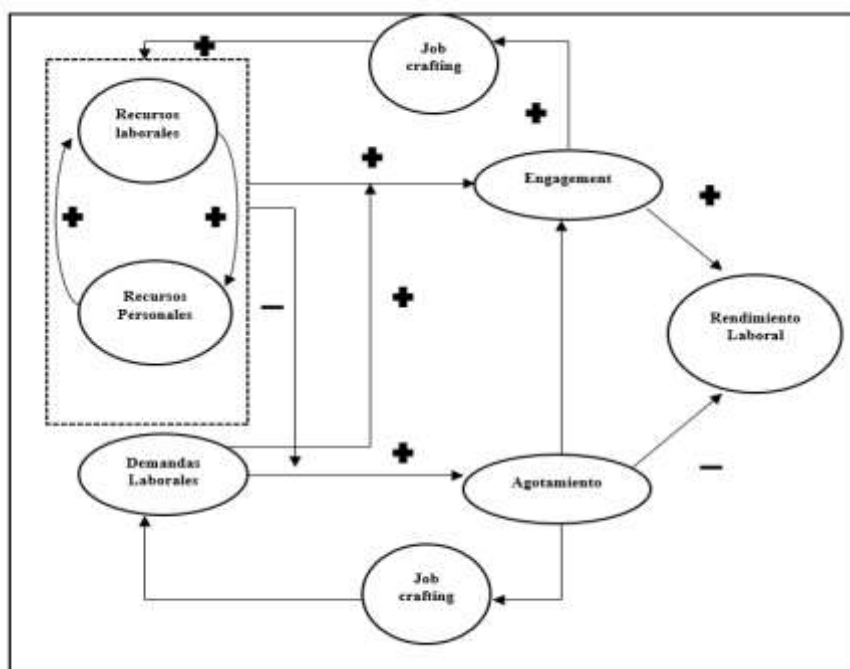 Job
crafting
Recursos
laborales
Engagement
Recursos
Personales
Rendimiento
Laboral
Demandas
Laborales
Agotamiento
Job
crafting